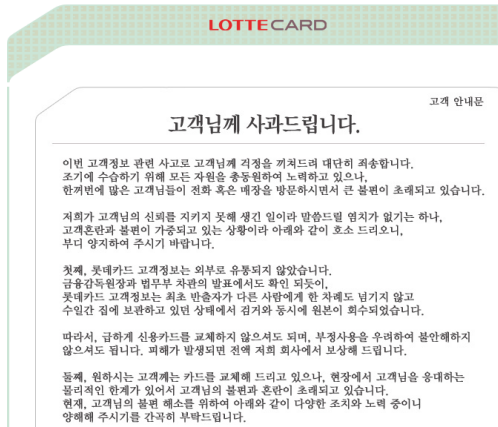 LOTTECARD
고객 안내문
고객님께 사과드립니다.
이번 고객정보 관련 사고로 고객님께 걱정을 끼쳐드려 대단히 죄송합니다.
조기에 수습하기 위해 모든 자원을 총동원하여 노력하고 있으나,
한꺼번에 많은 고객님들이 전화 혹은 매장을 방문하시면서 큰 불편이 초래되고 있습니다.
저희가 고객님의 신뢰를 지키지 못해 생긴 일이라 말씀드릴 염치가 없기는 하나,
고객혼란과 불편이 가중되고 있는 상황이라 아래와 같이 호소 드리오니,
부디 양지하여 주시기 바랍니다.
첫째, 롯데카드 고객정보는 외부로 유통되지 않았습니다.
금융감독원장과 법무부 차관의 발표에서도 확인 되듯이,
롯데카드 고객정보는 최초 반출자가 다른 사람에게 한 차례도 넘기지 않고
수일간 집에 보관하고 있던 상태에서 검거와 동시에 원본이 회수되었습니다.
따라서, 급하게 신용카드를 교체하지 않으셔도 되며, 부정사용을 우려하여 불안해하지
않으셔도 됩니다. 피해가 발생되면 전액 저희 회사에서 보상해 드립니다.
둘째, 원하시는 고객께는 카드를 교체해 드리고 있으나, 현장에서 고객님을 응대하는
물리적인 한계가 있어서 고객님의 불편과 혼란이 초래되고 있습니다.
현재, 고객님의 불편 해소를 위하여 아래와 같이 다양한 조치와 노력 중이니
양해해 주시기를 간곡히 부탁드립니다.